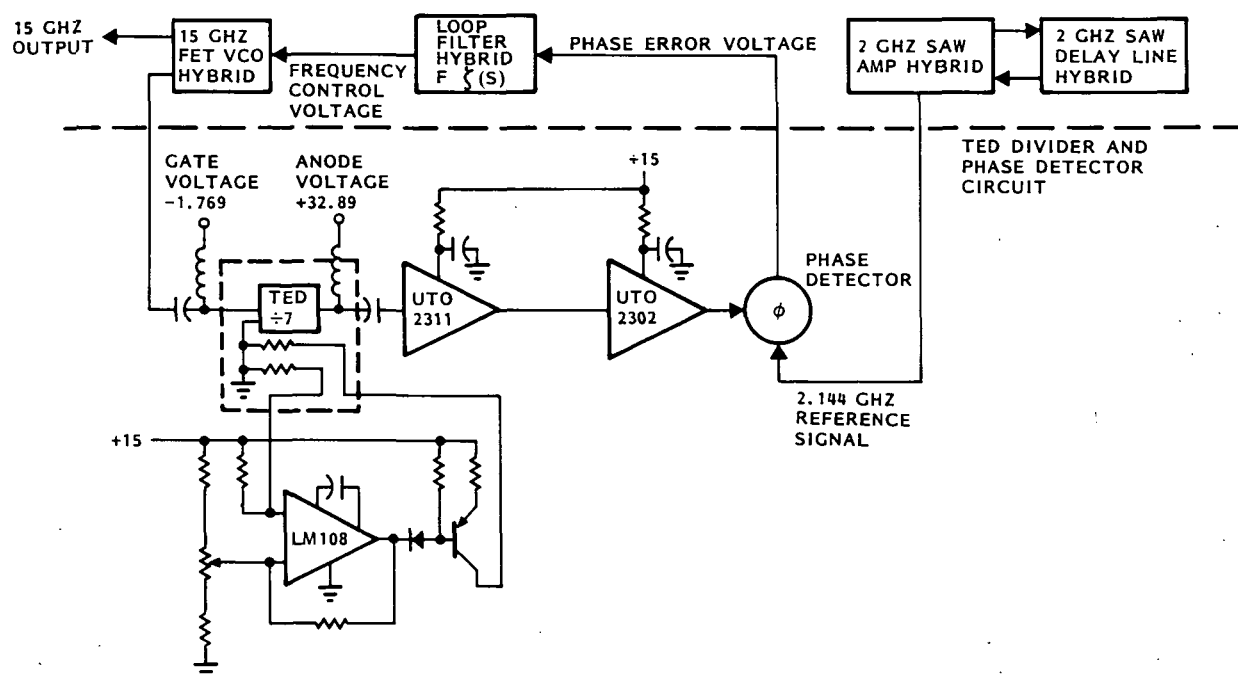 15 GHZ
OUTPUT
15 GHZ
FET VCO
HYBRID
FREQUENCY
CONTROL
VOLTAGE
LOOP
FILTER
HYBRID
F ζ(S)
PHASE ERROR VOLTAGE
2 GHZ SAW
AMP HYBRID
2 GHZ SAW
DELAY LINE
HYBRID
TED DIVIDER AND
PHASE DETECTOR
CIRCUIT
GATE
VOLTAGE
-1.769
ANODE
VOLTAGE
+32.89
÷15
TED
÷7
UTO
2311
UTO
2302
PHASE
DETECTOR
ϕ
2.144 GHZ
REFERENCE
SIGNAL
+15
LM108